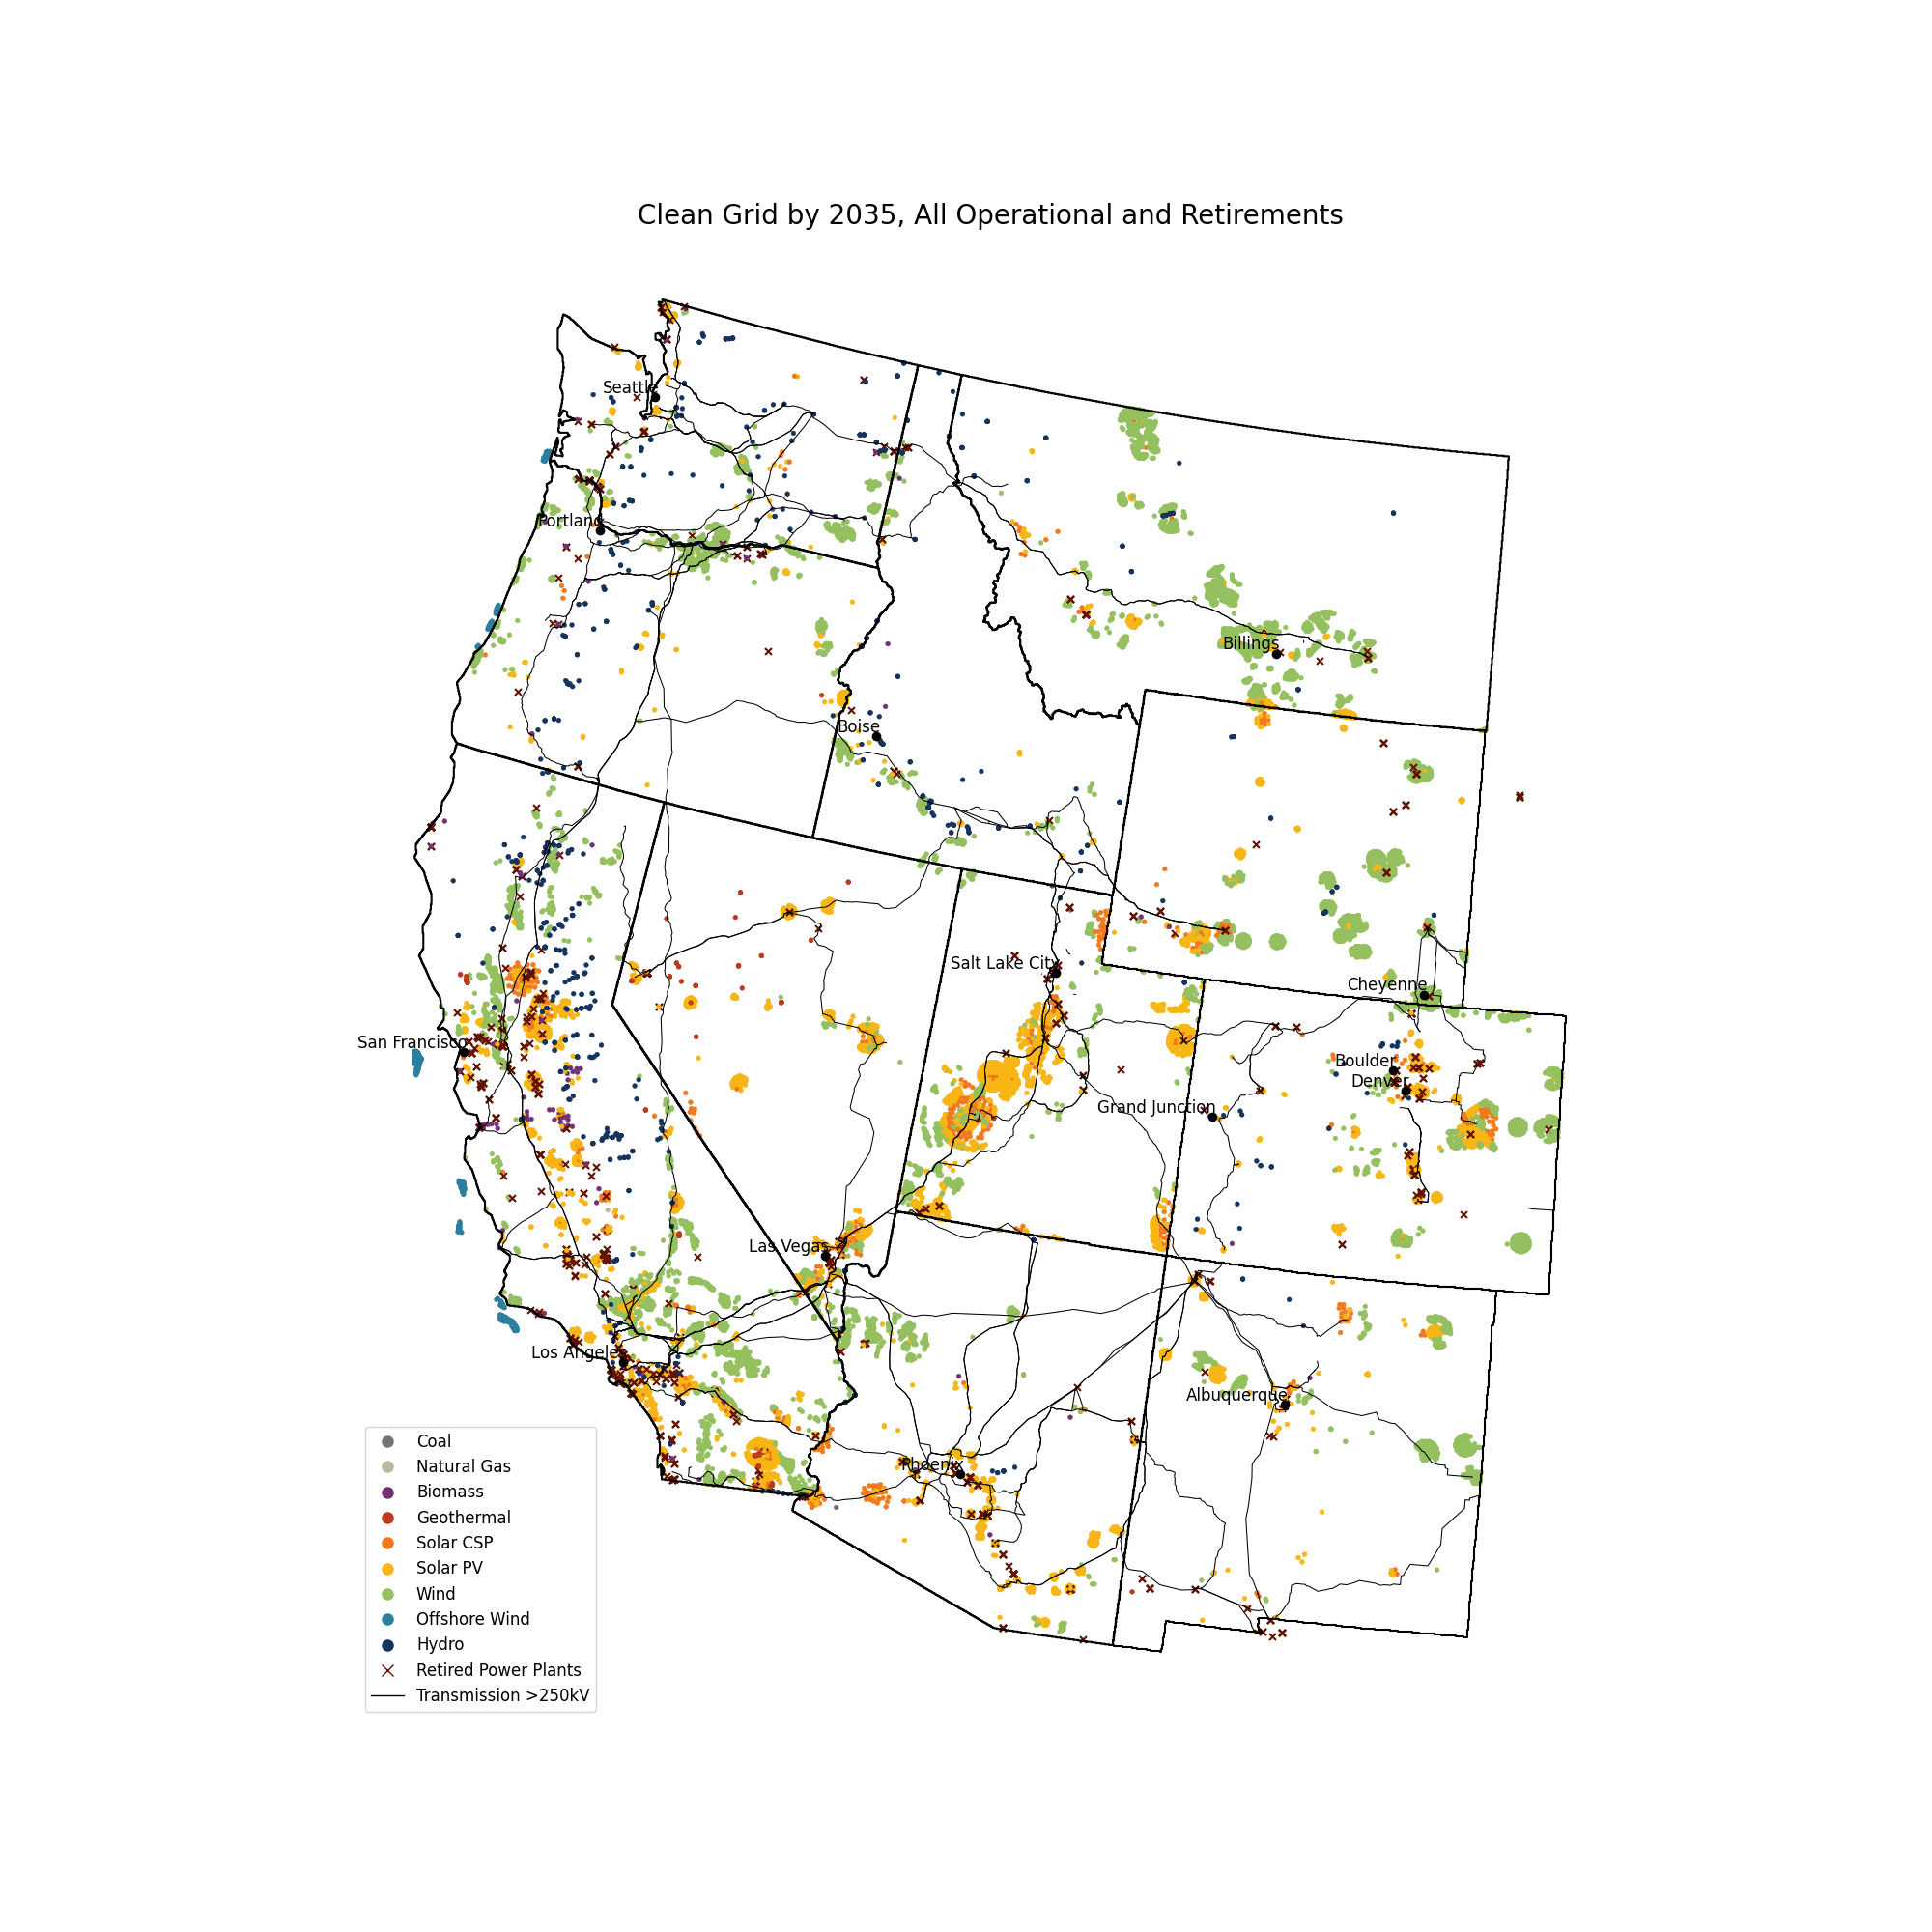 Clean Grid by 2035, All Operational and Retirements
Seattle
Portland
Billings
Boise
Salt Lake City
Cheyenne
San Francisco
Boulder
Denver
Grand Junction
Las Vegas
Los Angeles
Albuquerque
Phoenix
Coal
Natural Gas
Biomass
Geothermal
Solar CSP
Solar PV
Wind
Offshore Wind
Hydro
Retired Power Plants
Transmission >250kV